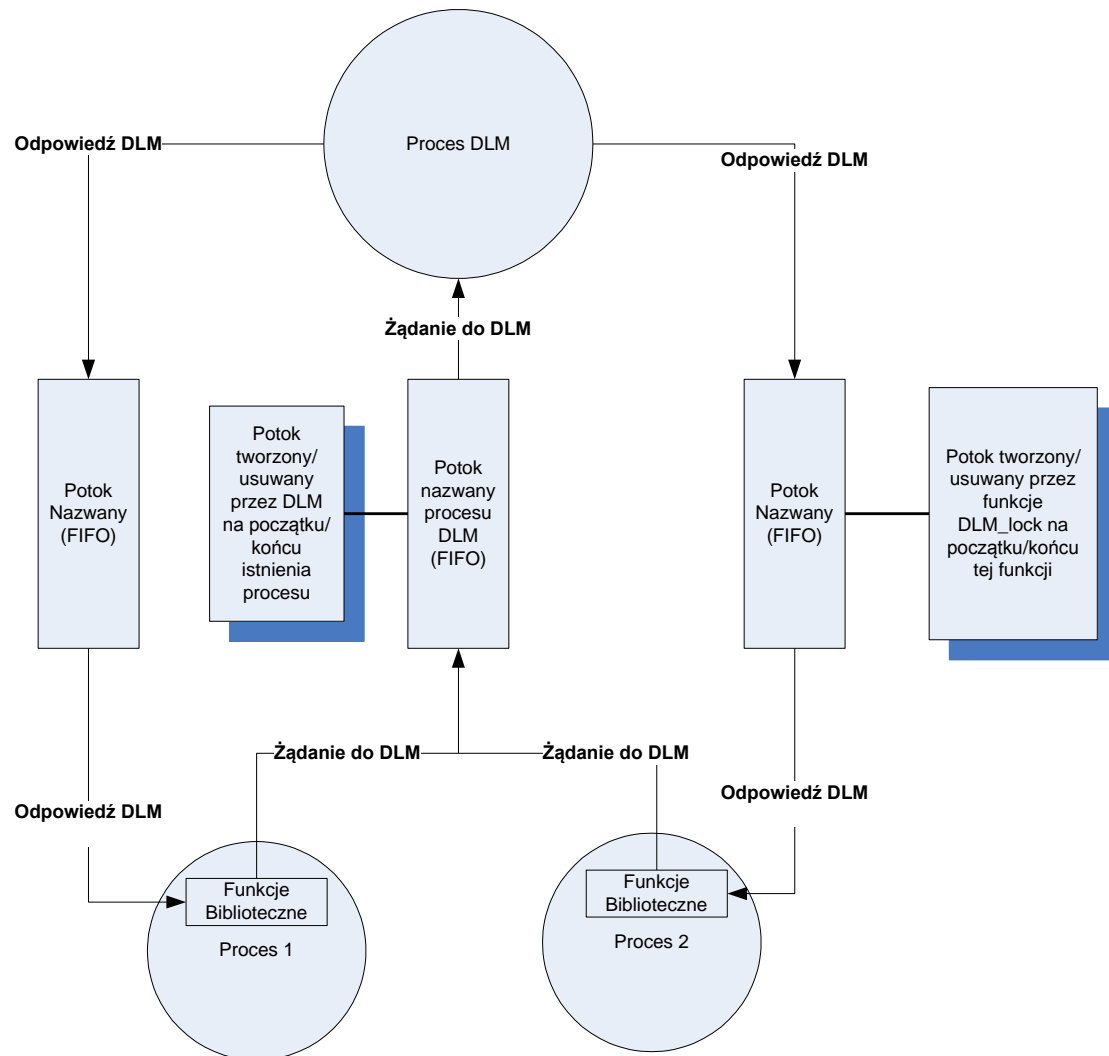 Proces DLM
Odpowiedź DLM
Odpowiedź DLM
Żądanie do DLM
Potok
Nazwany
(FIFO)
Potok
tworzony/
usuwany
przez DLM
na początku/
końcu
istnienia
procesu
Potok
nazwany
procesu
DLM
(FIFO)
Potok
Nazwany
(FIFO)
Potok tworzony/
usuwany przez
funkcje
DLM_lock na
początku/końcu
tej funkcji
Żądanie do DLM
Żądanie do DLM
Odpowiedź DLM
Odpowiedź DLM
Funkcje
Biblioteczne
Proces 1
Funkcje
Biblioteczne
Proces 2